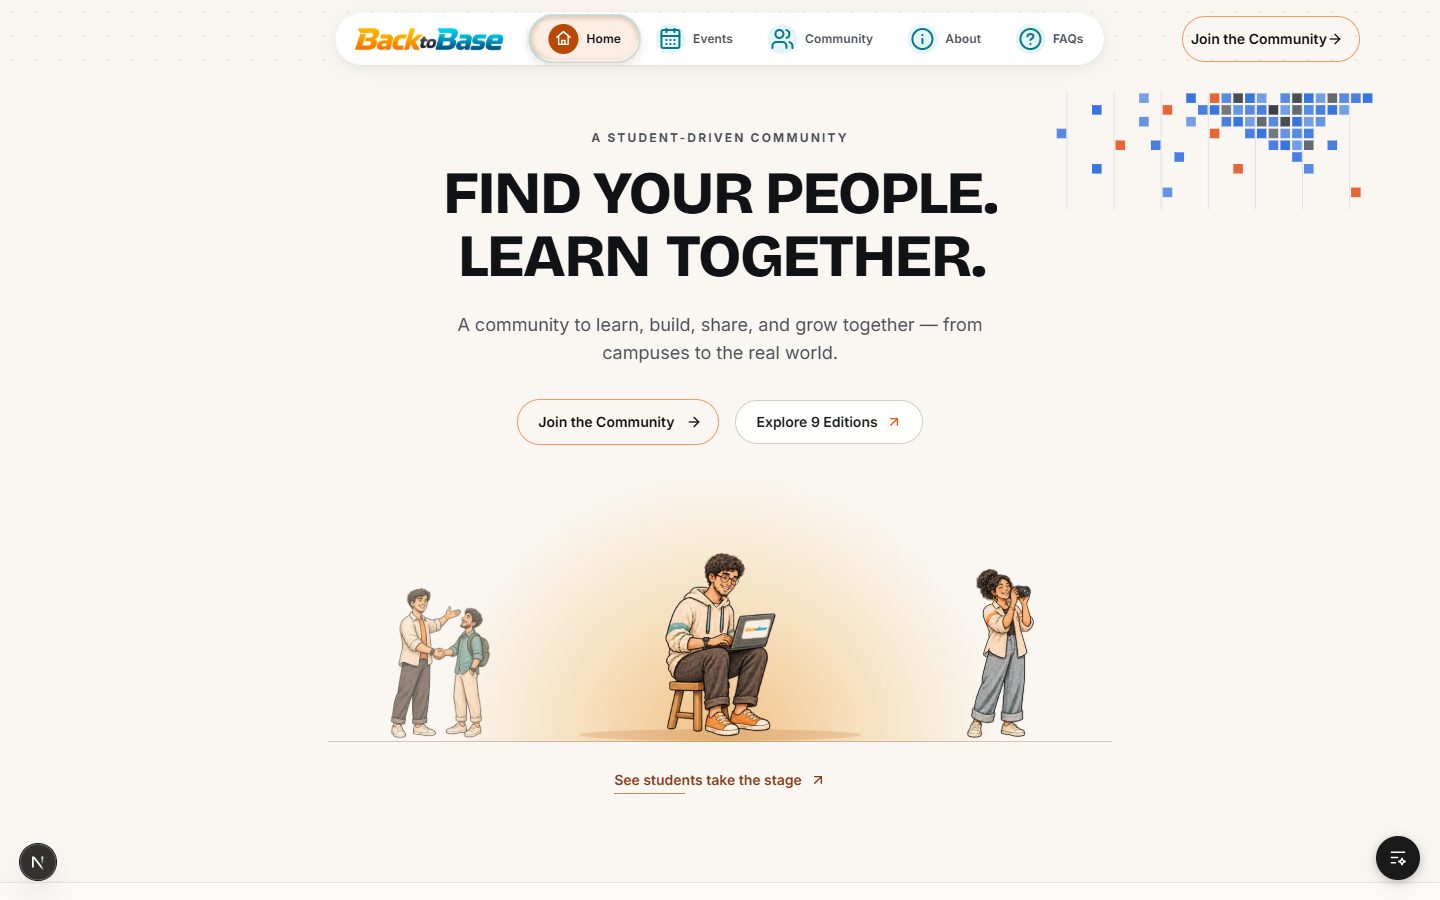 BacktoBase
Home
Events
Community
About
FAQs
Join the Community
A STUDENT-DRIVEN COMMUNITY
FIND YOUR PEOPLE.
LEARN TOGETHER.
A community to learn, build, share, and grow together — from
campuses to the real world.
Join the Community
Explore 9 Editions
BacktoBase
See students take the stage
N